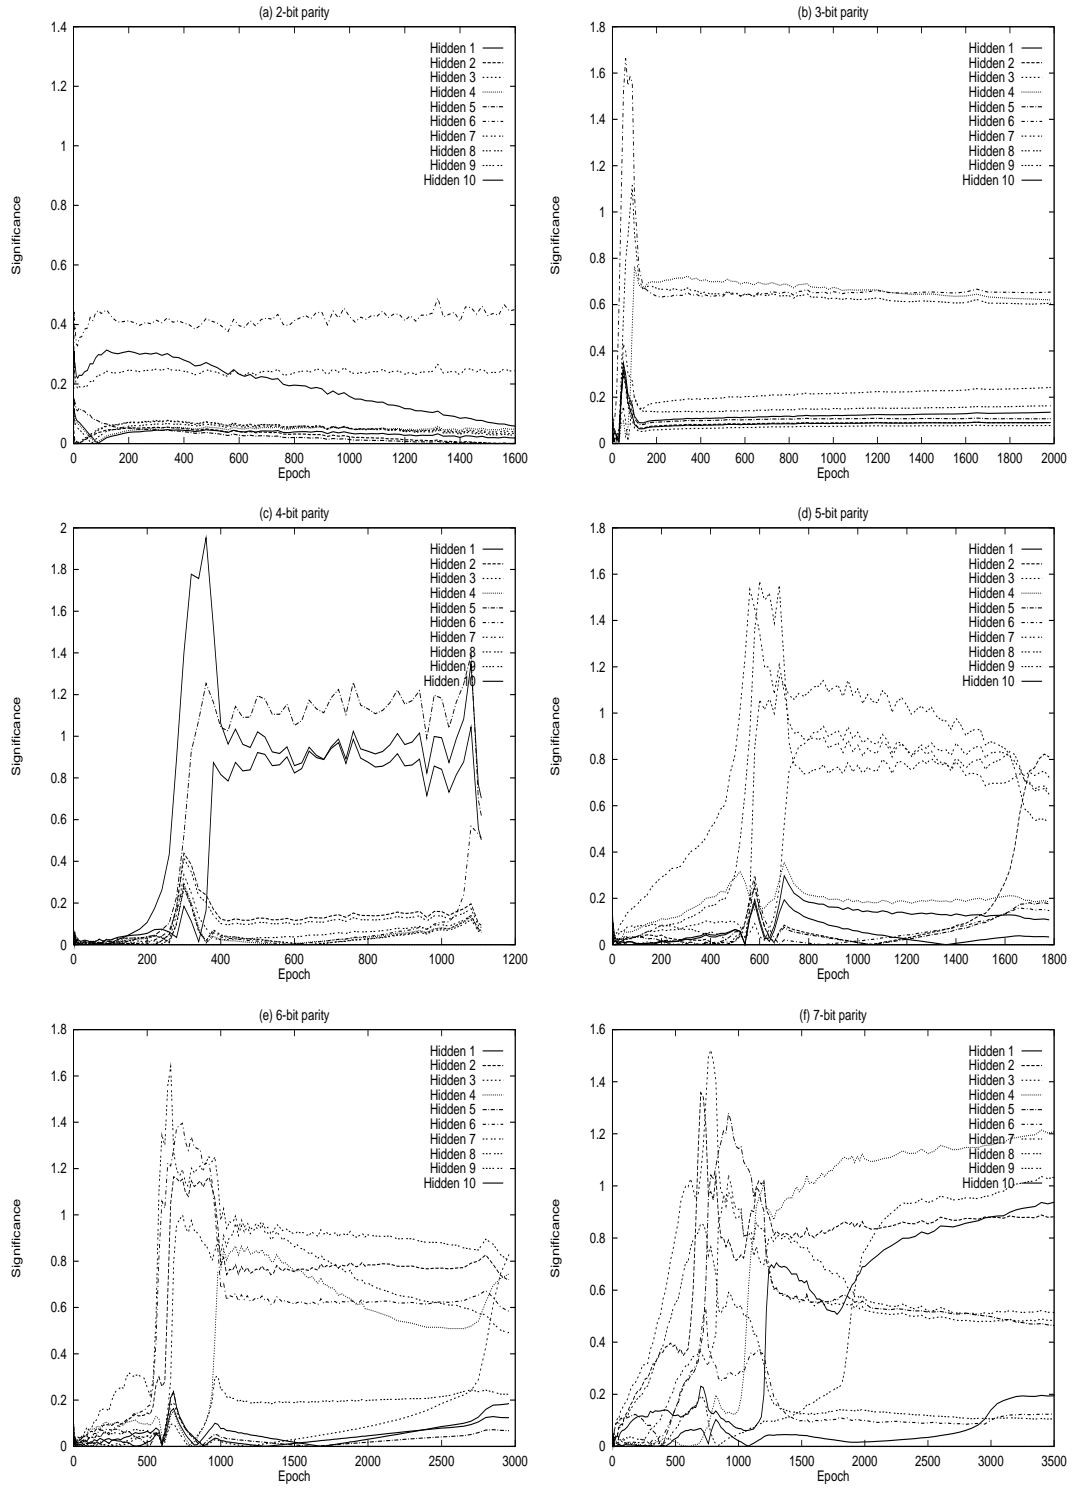 (a) 2-bit parity
1.4
1.2
1
0.8
0.6
0.4
0.2
0
0 200 400 600 800 1000 1200 1400 1600
Epoch
Significance
Hidden 1
Hidden 2
Hidden 3
Hidden 4
Hidden 5
Hidden 6
Hidden 7
Hidden 8
Hidden 9
Hidden 10
(b) 3-bit parity
1.8
1.6
1.4
1.2
1
0.8
0.6
0.4
0.2
0
0 200 400 600 800 1000 1200 1400 1600 1800 2000
Epoch
Significance
Hidden 1
Hidden 2
Hidden 3
Hidden 4
Hidden 5
Hidden 6
Hidden 7
Hidden 8
Hidden 9
Hidden 10
(c) 4-bit parity
2
1.8
1.6
1.4
1.2
1
0.8
0.6
0.4
0.2
0
0 200 400 600 800 1000 1200
Epoch
Significance
Hidden 1
Hidden 2
Hidden 3
Hidden 4
Hidden 5
Hidden 6
Hidden 7
Hidden 8
Hidden 9
Hidden 10
(d) 5-bit parity
1.8
1.6
1.4
1.2
1
0.8
0.6
0.4
0.2
0
0 200 400 600 800 1000 1200 1400 1600 1800
Epoch
Significance
Hidden 1
Hidden 2
Hidden 3
Hidden 4
Hidden 5
Hidden 6
Hidden 7
Hidden 8
Hidden 9
Hidden 10
(e) 6-bit parity
1.8
1.6
1.4
1.2
1
0.8
0.6
0.4
0.2
0
0 500 1000 1500 2000 2500 3000
Epoch
Significance
Hidden 1
Hidden 2
Hidden 3
Hidden 4
Hidden 5
Hidden 6
Hidden 7
Hidden 8
Hidden 9
Hidden 10
(f) 7-bit parity
1.6
1.4
1.2
1
0.8
0.6
0.4
0.2
0
0 500 1000 1500 2000 2500 3000 3500
Epoch
Significance
Hidden 1
Hidden 2
Hidden 3
Hidden 4
Hidden 5
Hidden 6
Hidden 7
Hidden 8
Hidden 9
Hidden 10